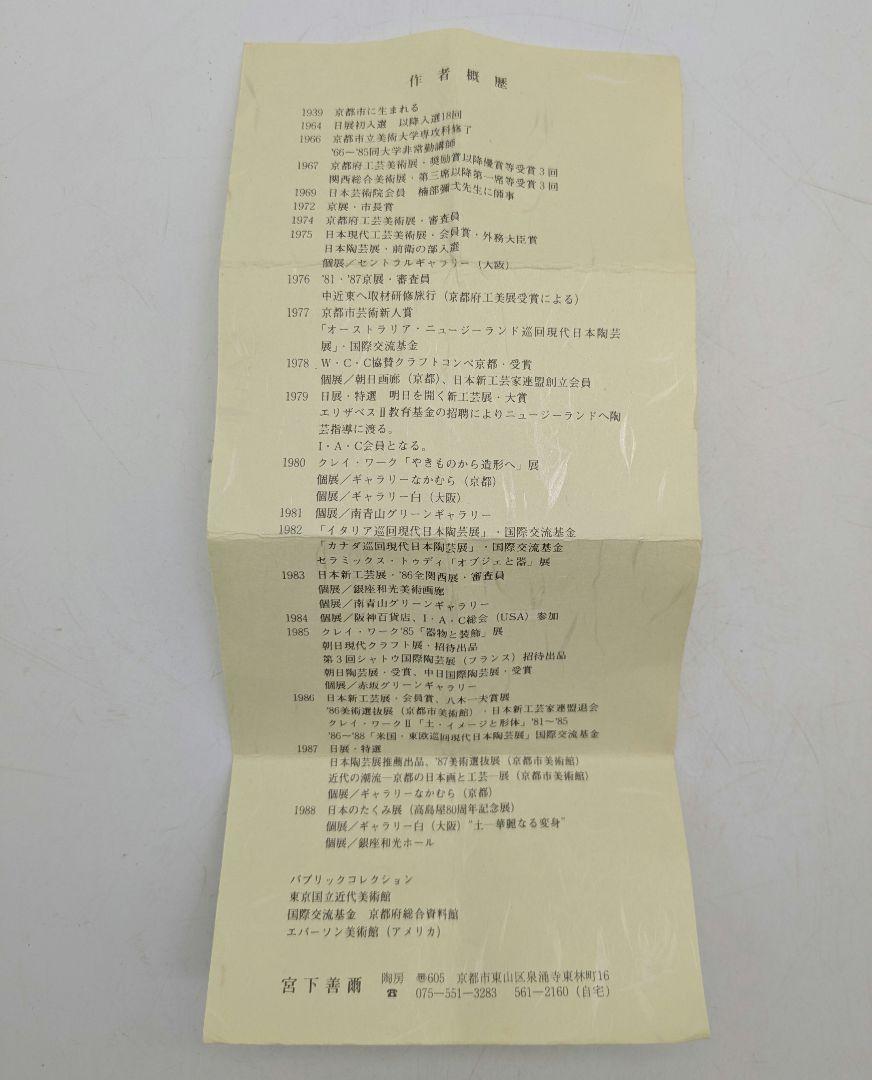 作者概歴
1939 京都市に生まれる
1964 日展初入選 以降入選18回
1966 京都市立美術大学専攻科修了
'66〜'85同大学非常勤講師
1967 京都府工芸美術展・奨励賞以降優賞等受賞3回
関西総合美術展・第三席以降第一席等受賞3回
1969 日本芸術院会員 楠部彌弌先生に師事
1972 京展・市長賞
1974 京都府工芸美術展・審査員
1975 日本現代工芸美術展・会員賞・外務大臣賞
日本陶芸展・前衛の部入選
個展／セントラルギャラリー（大阪）
1976 '81・'87京展・審査員
中近東へ取材研修旅行（京都府工美展受賞による）
1977 京都市芸術新人賞
「オーストラリア・ニュージーランド巡回現代日本陶芸
展」・国際交流基金
1978 W・C・C協賛クラフトコンペ京都・受賞
個展／朝日画廊（京都）、日本新工芸家連盟創立会員
1979 日展・特選 明日を開く新工芸展・大賞
エリザベスⅡ教育基金の招聘によりニュージーランドへ陶
芸指導に渡る。
I・A・C会員となる。
1980 クレイ・ワーク「やきものから造形へ」展
個展／ギャラリーなかむら（京都）
個展／ギャラリー白（大阪）
1981 個展／南青山グリーンギャラリー
1982 「イタリア巡回現代日本陶芸展」・国際交流基金
「カナダ巡回現代日本陶芸展」・国際交流基金
セラミックス・トゥディ「オブジェと器」展
1983 日本新工芸展・'86全関西展・審査員
個展／銀座和光美術画廊
個展／南青山グリーンギャラリー
1984 個展／阪神百貨店、I・A・C総会（USA）参加
1985 クレイ・ワーク'85「器物と装飾」展
朝日現代クラフト展・招待出品
第3回シャトウ国際陶芸展（フランス）招待出品
朝日陶芸展・受賞、中日国際陶芸展・受賞
個展／赤坂グリーンギャラリー
1986 日本新工芸展・会員賞、八木一夫賞展
'86美術選抜展（京都市美術館）・日本新工芸家連盟退会
クレイ・ワークⅡ「土・イメージと形体」'81〜'85
'86〜'88「米国・東欧巡回現代日本陶芸展」国際交流基金
1987 日展・特選
日本陶芸展推薦出品、'87美術選抜展（京都市美術館）
近代の潮流―京都の日本画と工芸―展（京都市美術館）
個展／ギャラリーなかむら（京都）
1988 日本のたくみ展（高島屋80周年記念展）
個展／ギャラリー白（大阪）“土―華麗なる変身”
個展／銀座和光ホール
パブリックコレクション
東京国立近代美術館
国際交流基金 京都府総合資料館
エバーソン美術館（アメリカ）
宮下善爾 陶房 〠605 京都市東山区泉涌寺東林町16
☎ 075―551―3283 561―2160（自宅）